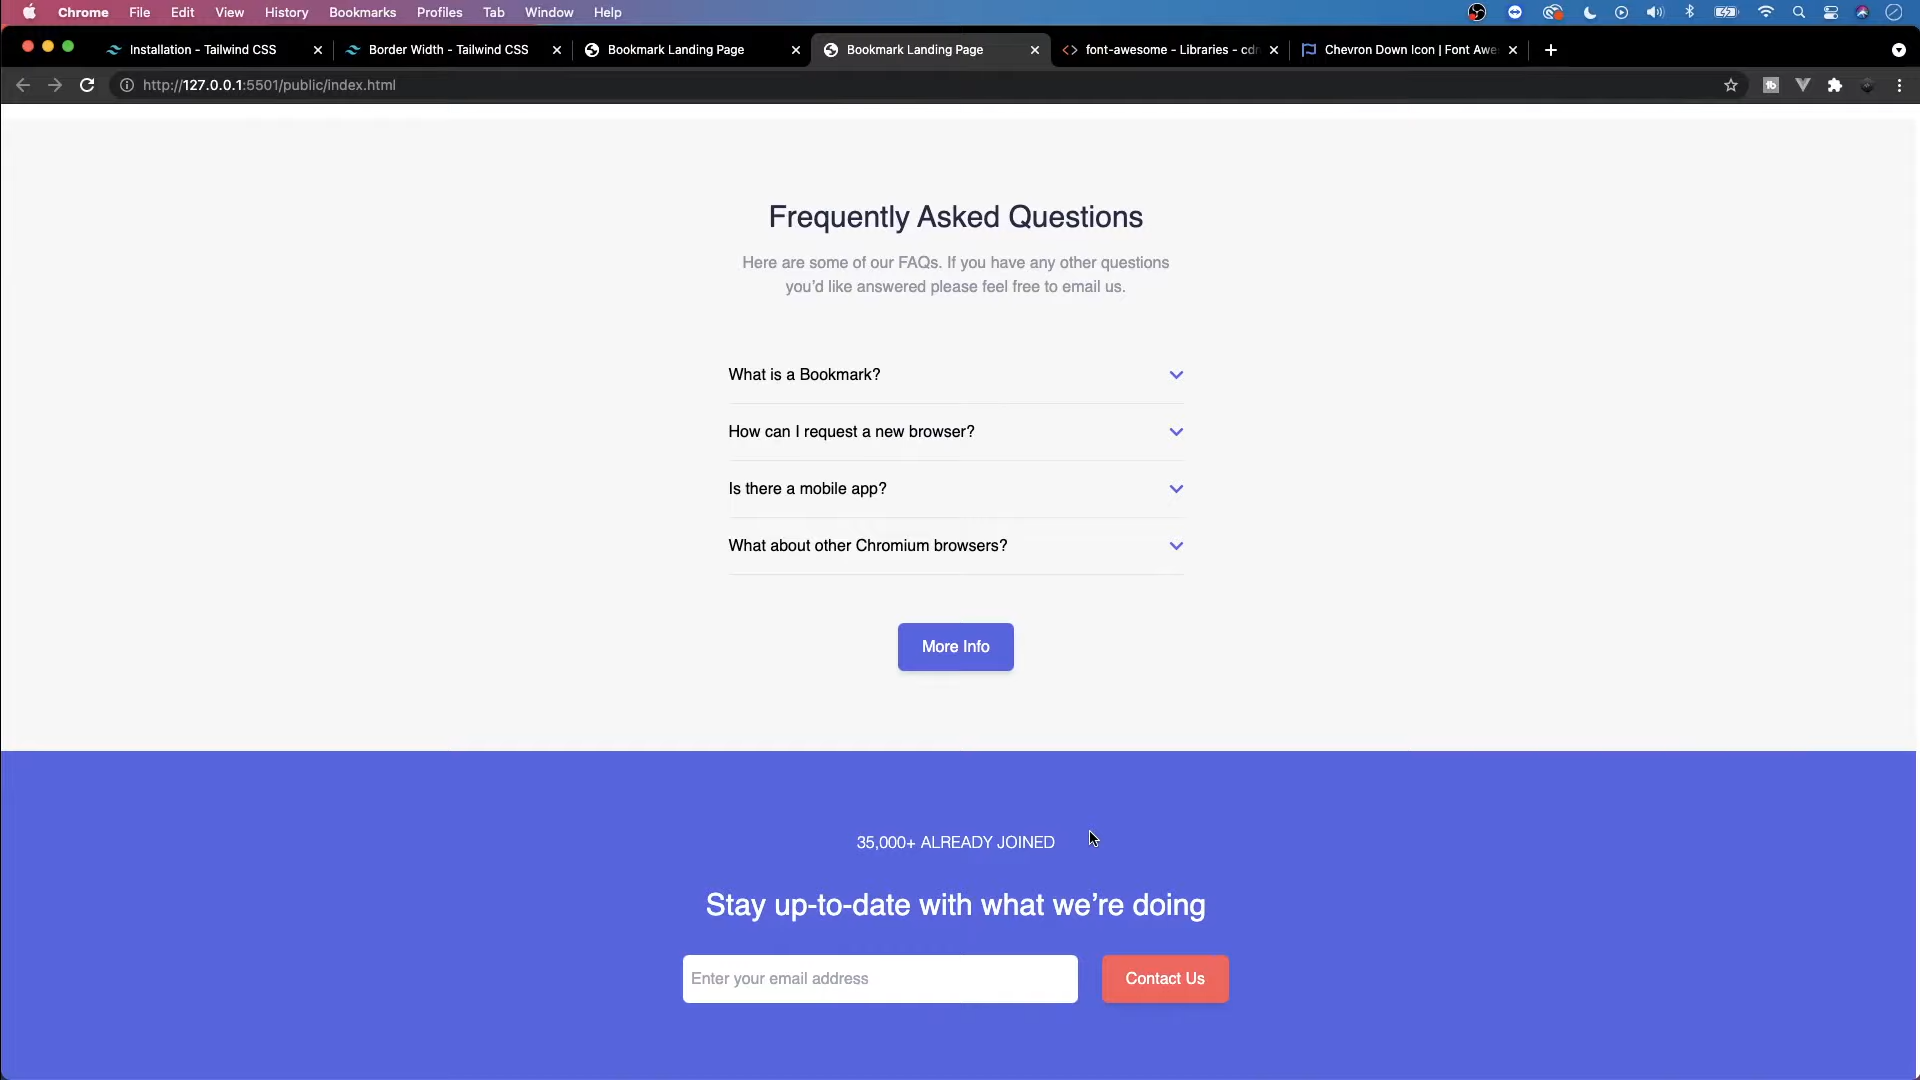 Chrome File Edit View History Bookmarks Profiles Tab Window Help
Installation - Tailwind CSS Border Width - Tailwind CSS Bookmark Landing Page Bookmark Landing Page font-awesome - Libraries - cdn Chevron Down Icon | Font Awe
http://127.0.0.1:5501/public/index.html
Frequently Asked Questions
Here are some of our FAQs. If you have any other questions
you’d like answered please feel free to email us.
What is a Bookmark?
How can I request a new browser?
Is there a mobile app?
What about other Chromium browsers?
More Info
35,000+ ALREADY JOINED
Stay up-to-date with what we’re doing
Enter your email address Contact Us